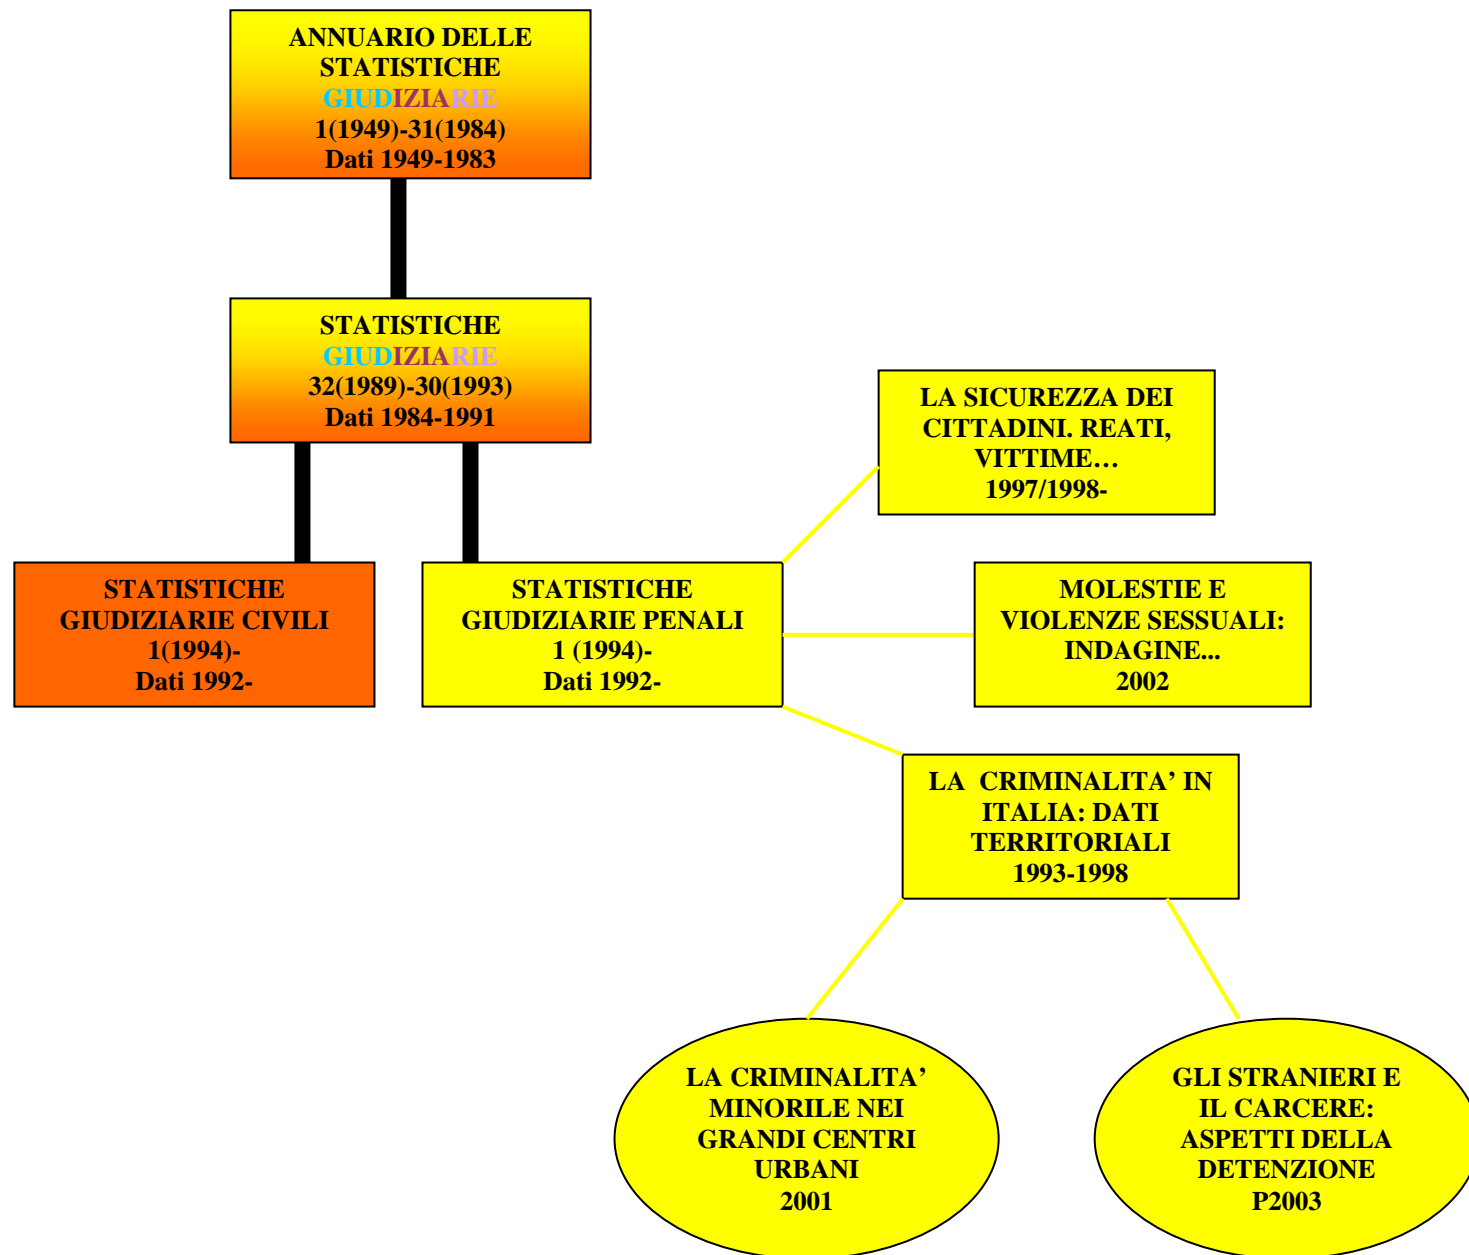 ANNUARIO DELLE
STATISTICHE
GIUDIZIARIE
1(1949)-31(1984)
Dati 1949-1983
STATISTICHE
GIUDIZIARIE
32(1989)-30(1993)
Dati 1984-1991
LA SICUREZZA DEI
CITTADINI. REATI,
VITTIME…
1997/1998-
STATISTICHE
GIUDIZIARIE CIVILI
1(1994)-
Dati 1992-
STATISTICHE
GIUDIZIARIE PENALI
1 (1994)-
Dati 1992-
MOLESTIE E
VIOLENZE SESSUALI:
INDAGINE...
2002
LA  CRIMINALITA’ IN
ITALIA: DATI
TERRITORIALI
1993-1998
LA CRIMINALITA’
MINORILE NEI
GRANDI CENTRI
URBANI
2001
GLI STRANIERI E
IL CARCERE:
ASPETTI DELLA
DETENZIONE
P2003